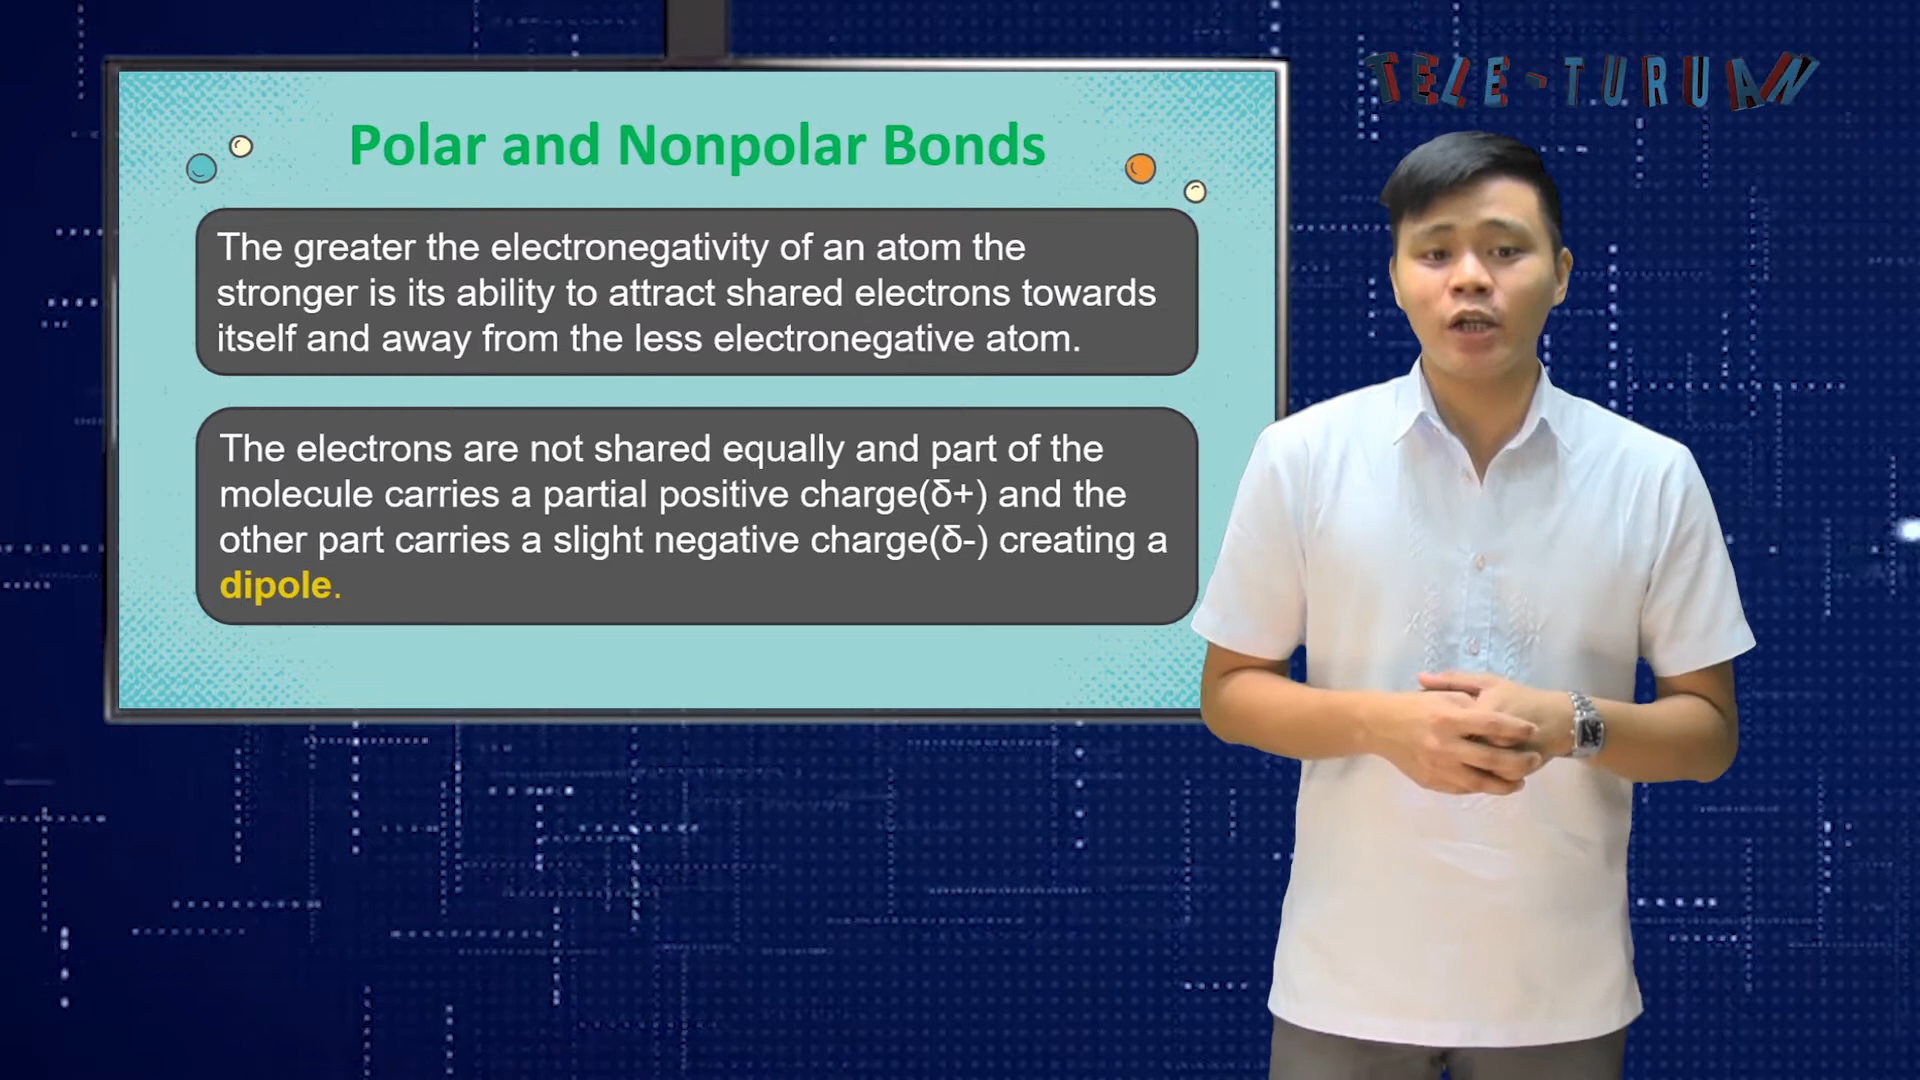 TELE-TURUAN
Polar and Nonpolar Bonds
The greater the electronegativity of an atom the
stronger is its ability to attract shared electrons towards
itself and away from the less electronegative atom.
The electrons are not shared equally and part of the
molecule carries a partial positive charge(δ+) and the
other part carries a slight negative charge(δ-) creating a
dipole.